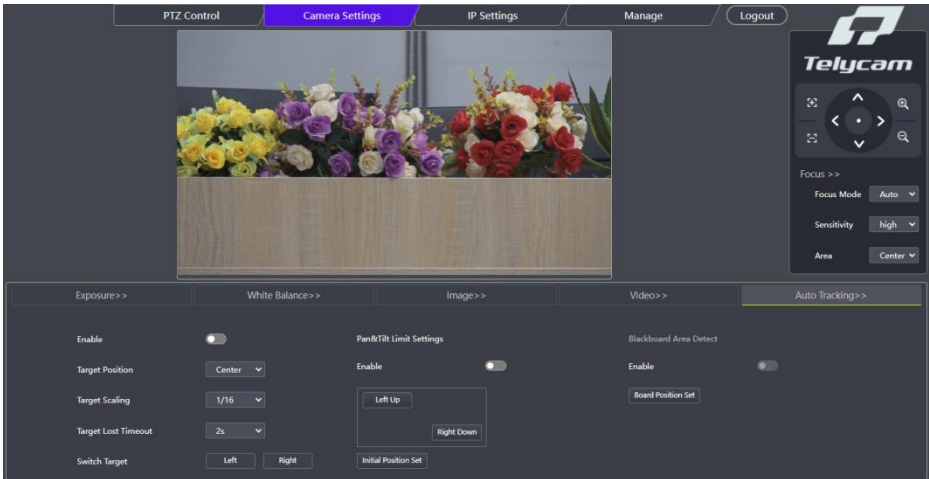 PTZ Control
Camera Settings
IP Settings
Manage
Logout
Telycam
Focus >>
Focus Mode Auto
Sensitivity high
Area Center
Exposure>>
White Balance>>
Image>>
Video>>
Auto Tracking>>
Enable
Target Position Center
Target Scaling 1/16
Target Lost Timeout 2s
Switch Target Left Right
Pan&Tilt Limit Settings
Enable
Left Up
Right Down
Initial Position Set
Blackboard Area Detect
Enable
Board Position Set